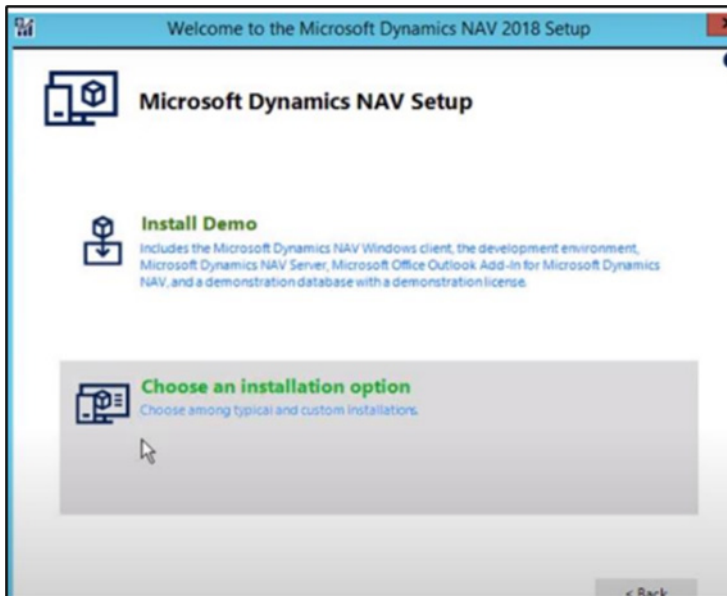 Welcome to the Microsoft Dynamics NAV 2018 Setup
Microsoft Dynamics NAV Setup
Install Demo
Includes the Microsoft Dynamics NAV Windows client, the development environment,
Microsoft Dynamics NAV Server, Microsoft Office Outlook Add-In for Microsoft Dynamics
NAV, and a demonstration database with a demonstration license.
Choose an installation option
Choose among typical and custom installations.
< Back